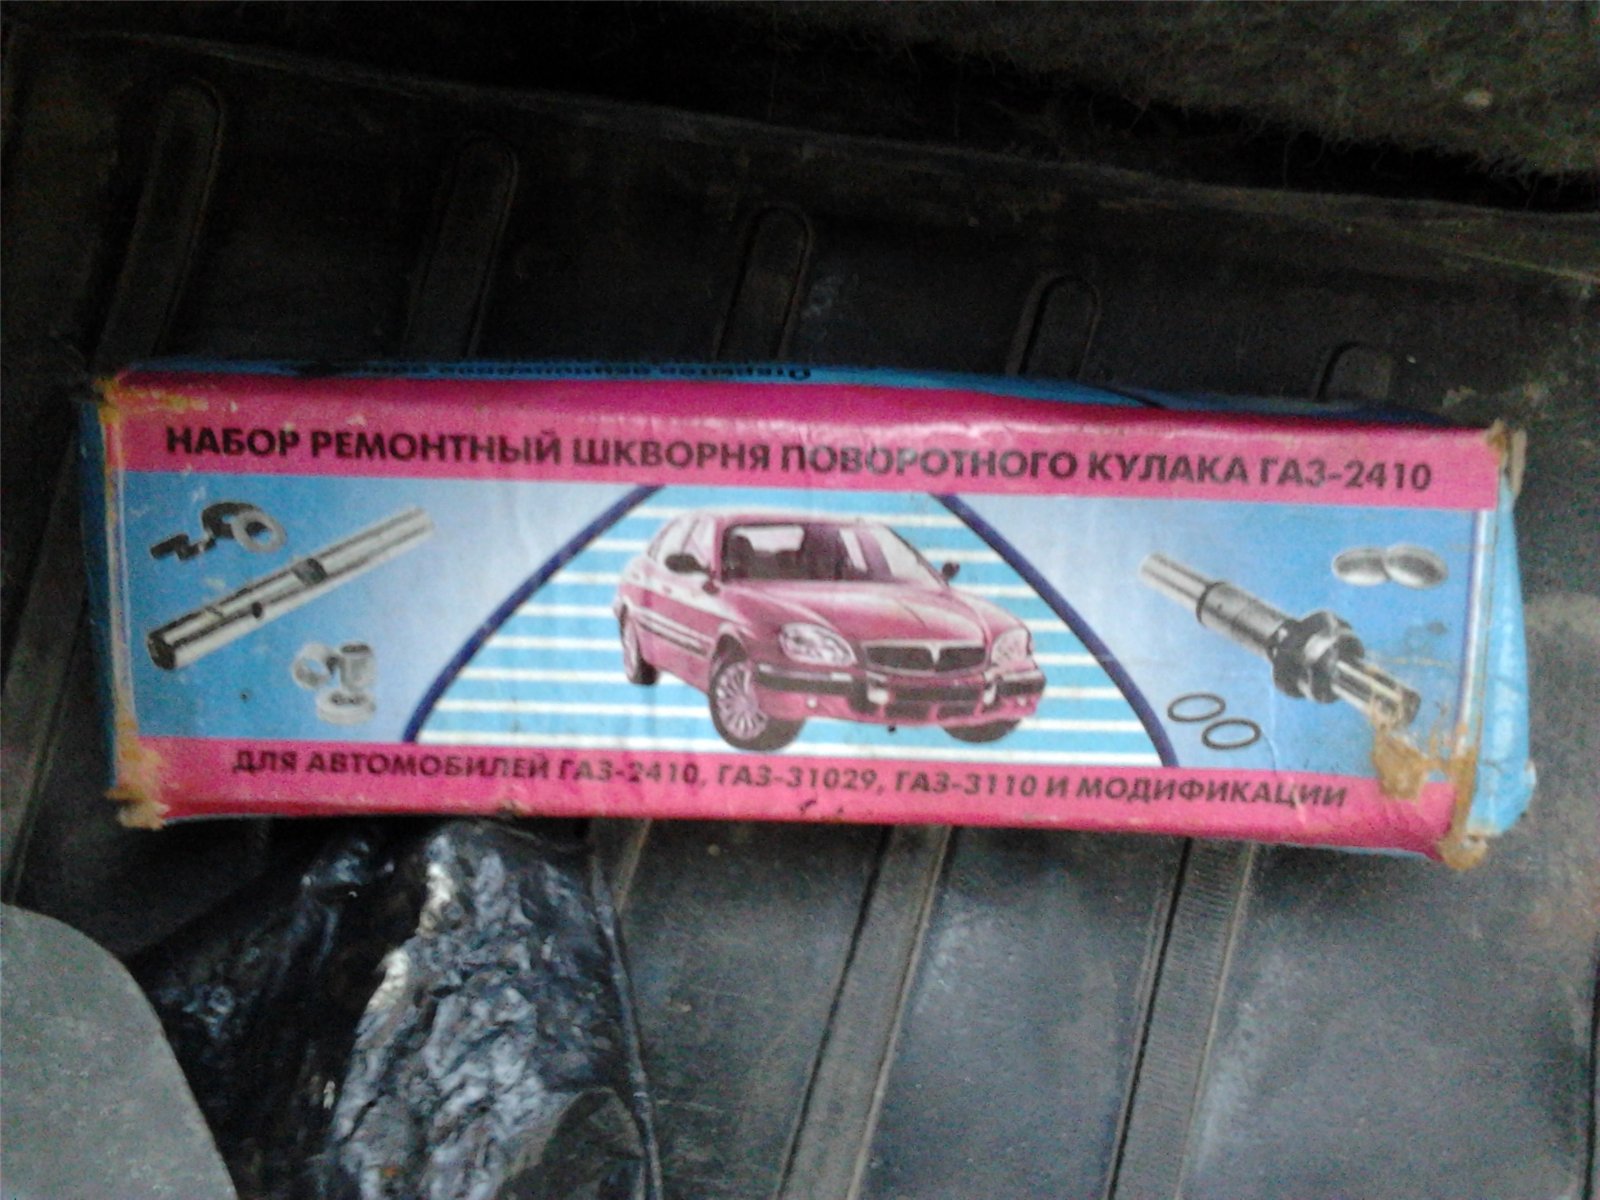 НАБОР РЕМОНТНЫЙ ШКВОРНЯ ПОВОРОТНОГО КУЛАКА ГАЗ-2410
ДЛЯ АВТОМОБИЛЕЙ ГАЗ-2410, ГАЗ-31029, ГАЗ-3110 И МОДИФИКАЦИИ